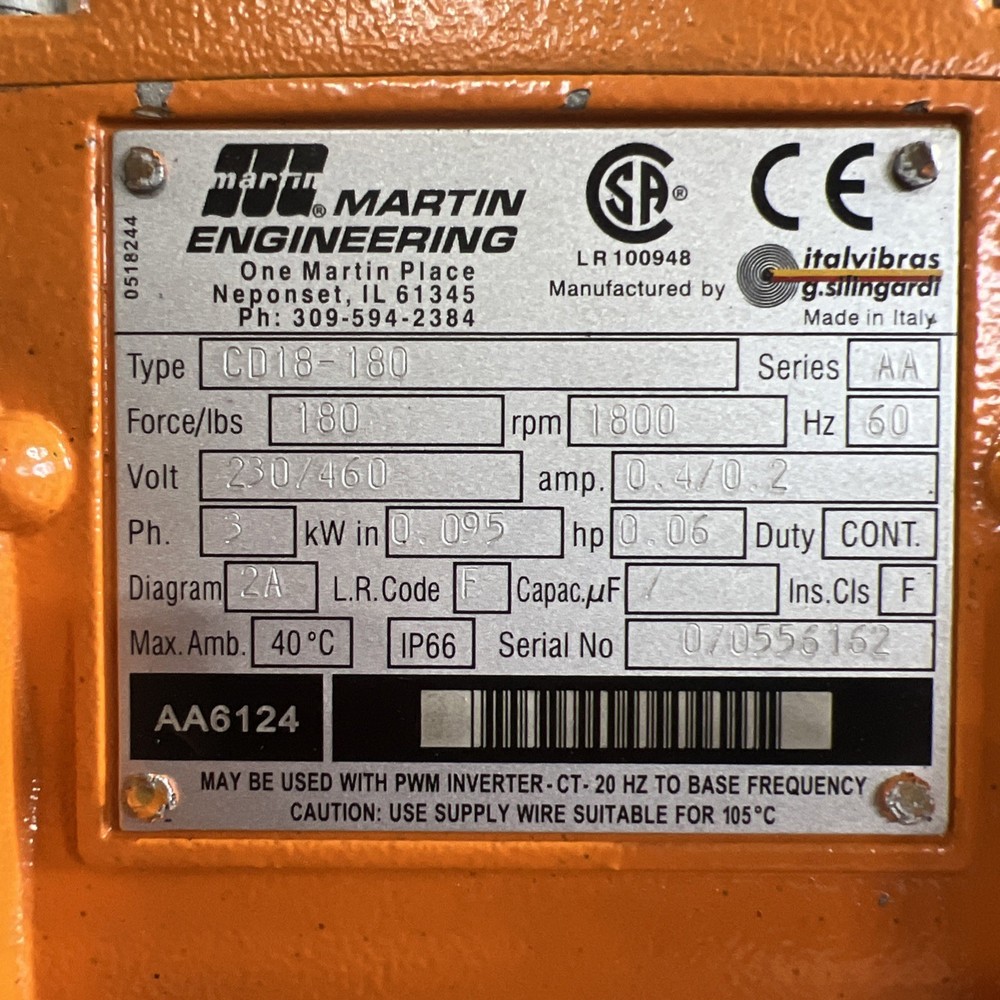 martin
® MARTIN
ENGINEERING
One Martin Place
Neponset, IL 61345
Ph: 309-594-2384
0518244
SA ®
LR 100948
Manufactured by
CE
italvibras
g.silingardi
Made in Italy
Type CD18-180 Series AA
Force/lbs 180 rpm 1800 Hz 60
Volt 230/460 amp. 0.4/0.2
Ph. 3 kW in 0.095 hp 0.06 Duty CONT.
Diagram 2A L.R.Code F Capac.µF / Ins.Cls F
Max. Amb. 40°C IP66 Serial No 070556162
AA6124
MAY BE USED WITH PWM INVERTER-CT-20 HZ TO BASE FREQUENCY
CAUTION: USE SUPPLY WIRE SUITABLE FOR 105°C